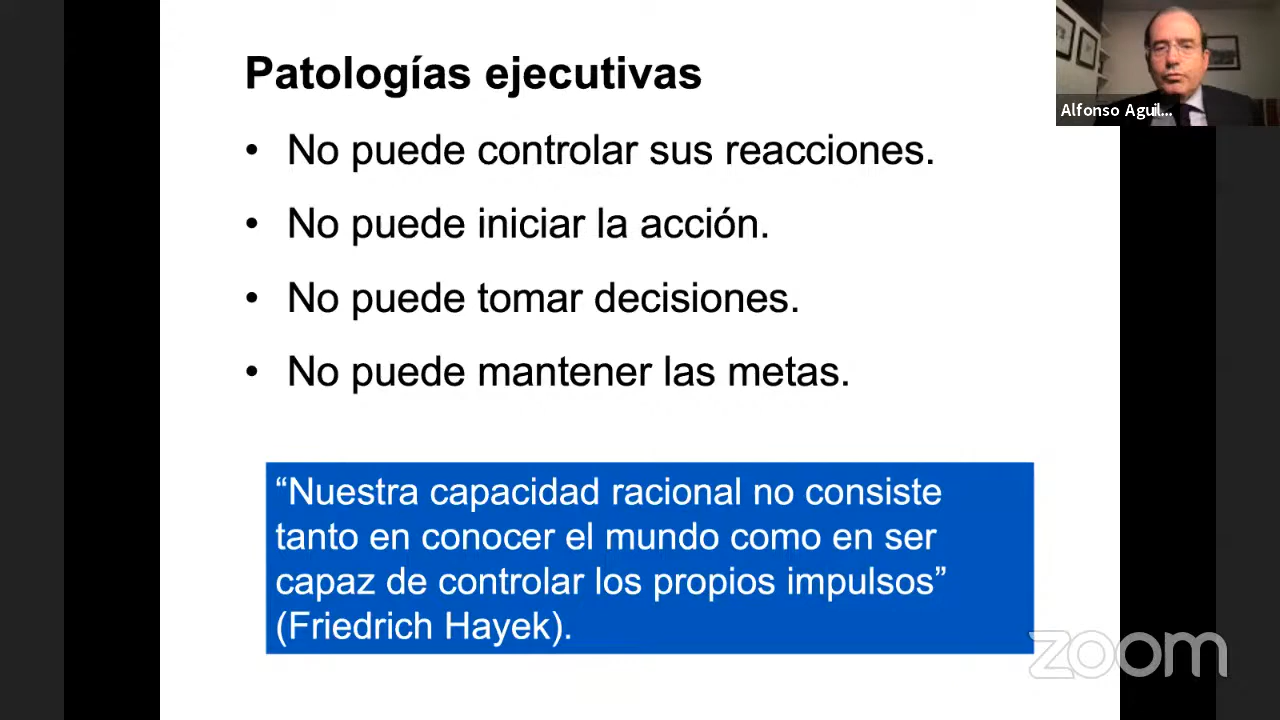 Patologías ejecutivas
Alfonso Aguil...
• No puede controlar sus reacciones.
• No puede iniciar la acción.
• No puede tomar decisiones.
• No puede mantener las metas.
“Nuestra capacidad racional no consiste
tanto en conocer el mundo como en ser
capaz de controlar los propios impulsos”
(Friedrich Hayek).
zoom